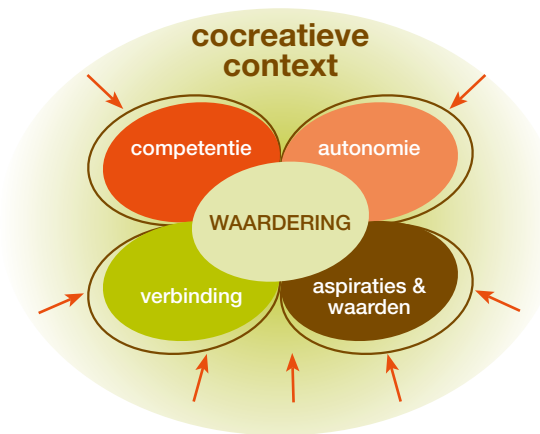 cocreatieve
context
competentie
autonomie
WAARDERING
verbinding
aspiraties &
waarden